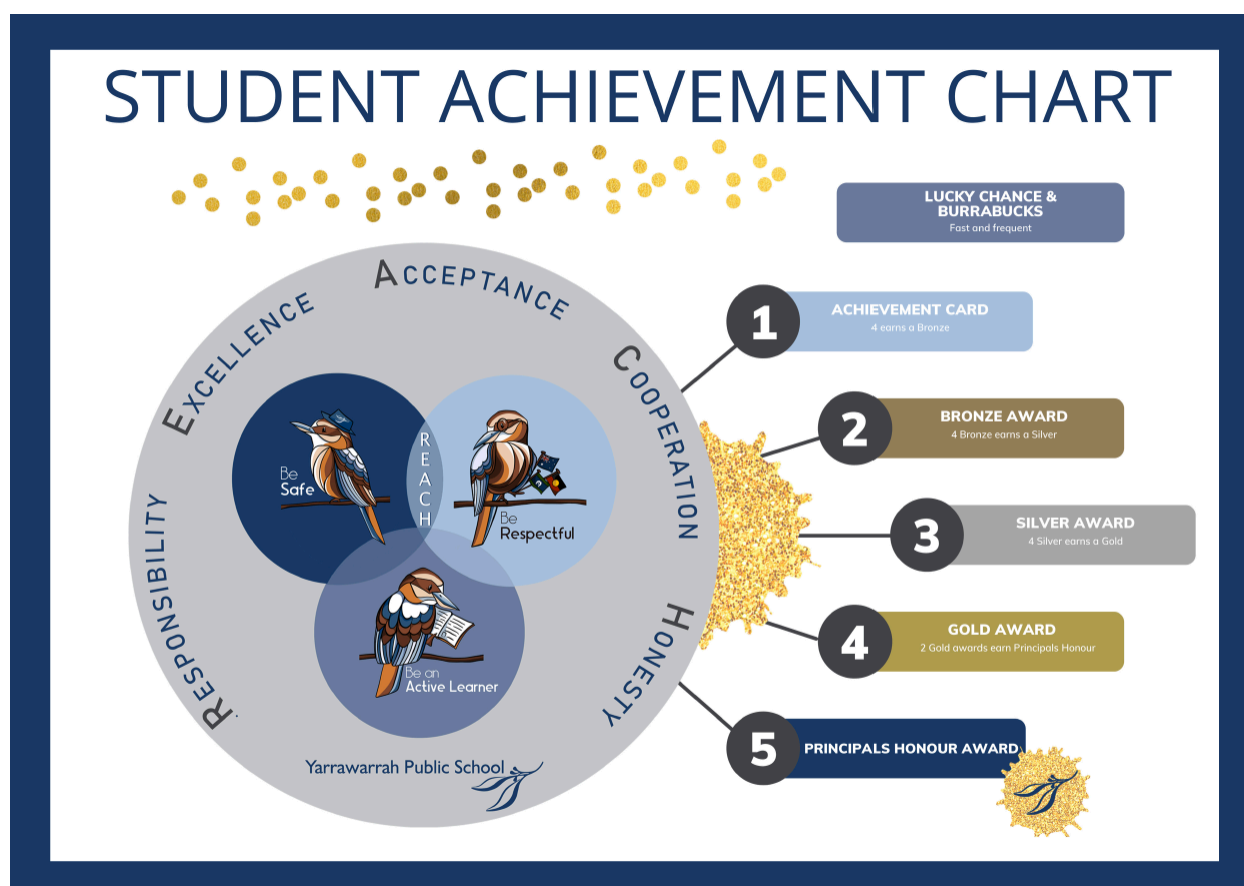 STUDENT ACHIEVEMENT CHART
LUCKY CHANCE &
BURRABUCKS
Fast and frequent
RESPONSIBILITY
EXCELLENCE
ACCEPTANCE
COOPERATION
HONESTY
Be
Safe
REACH
Be
Respectful
Be an
Active Learner
Yarrawarrah Public School
1
ACHIEVEMENT CARD
4 earns a Bronze
2
BRONZE AWARD
4 Bronze earns a Silver
3
SILVER AWARD
4 Silver earns a Gold
4
GOLD AWARD
2 Gold awards earn Principals Honour
5
PRINCIPALS HONOUR AWARD